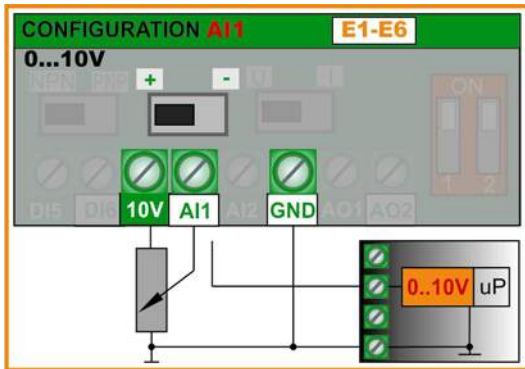 CONFIGURATION AI1 E1-E6
0...10V
NPN PNP + - U I
ON
1 2
DI5 DI6 10V AI1 AI2 GND AO1 AO2
0..10V uP